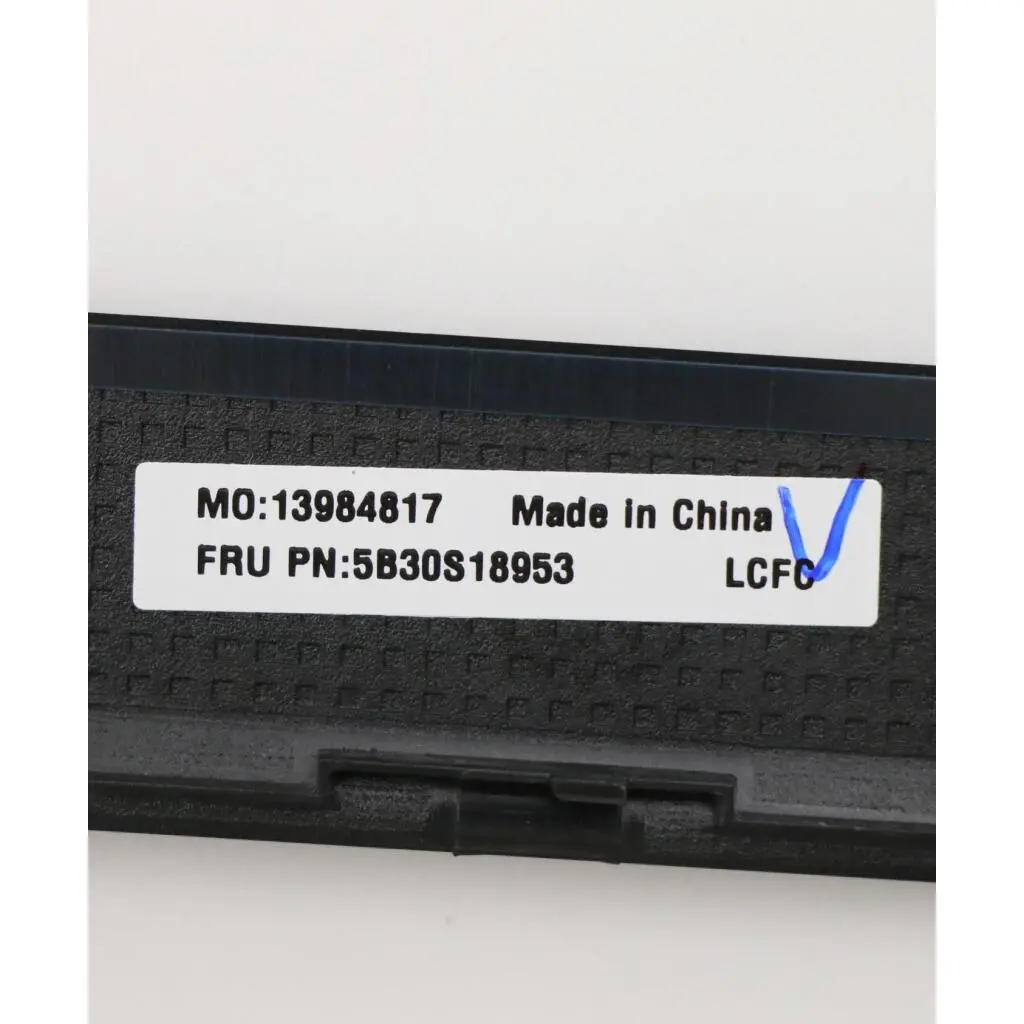 MO:13984817 Made in China
FRU PN:5B30S18953 LCFC